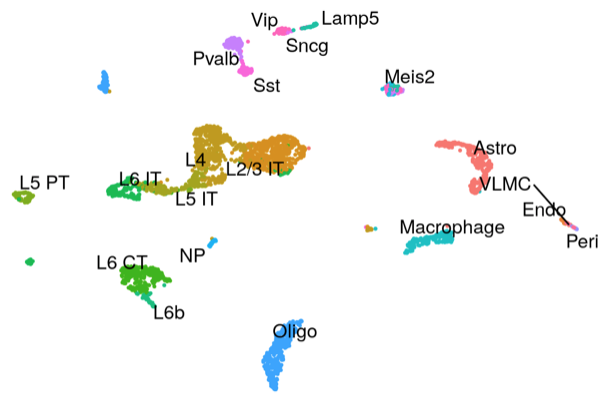 Vip
Lamp5
Sncg
Pvalb
Sst
Meis2
Astro
L4
L2/3 IT
L6 IT
L5 PT
VLMC
L5 IT
Endo
Macrophage
Peri
NP
L6 CT
L6b
Oligo